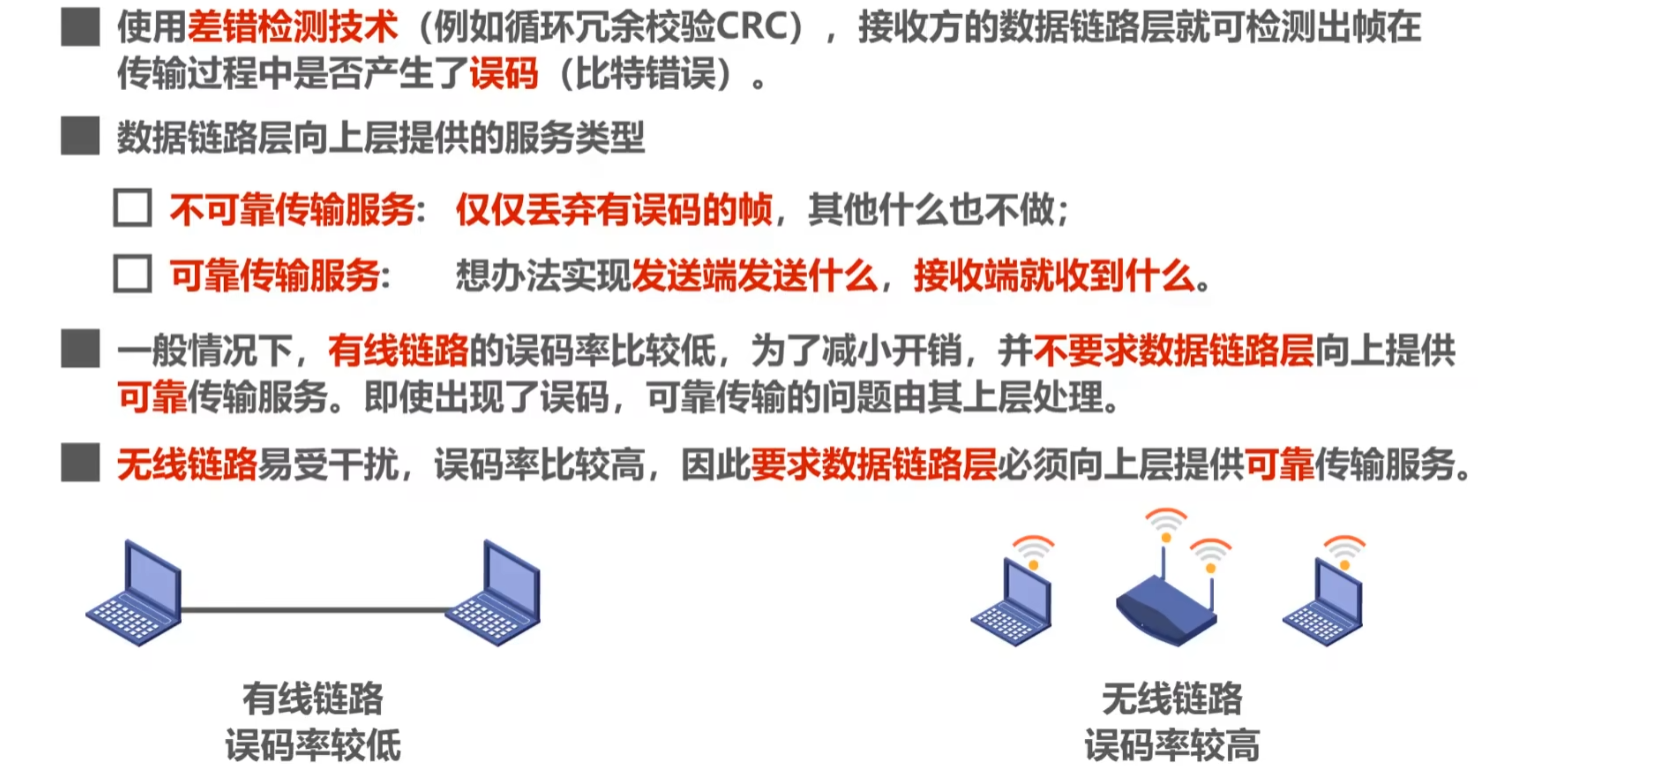 使用差错检测技术（例如循环冗余校验CRC），接收方的数据链路层就可检测出帧在
传输过程中是否产生了误码（比特错误）。
数据链路层向上层提供的服务类型
不可靠传输服务： 仅仅丢弃有误码的帧，其他什么也不做；
可靠传输服务： 想办法实现发送端发送什么，接收端就收到什么。
一般情况下，有线链路的误码率比较低，为了减小开销，并不要求数据链路层向上提供
可靠传输服务。即使出现了误码，可靠传输的问题由其上层处理。
无线链路易受干扰，误码率比较高，因此要求数据链路层必须向上层提供可靠传输服务。
有线链路
误码率较低
无线链路
误码率较高